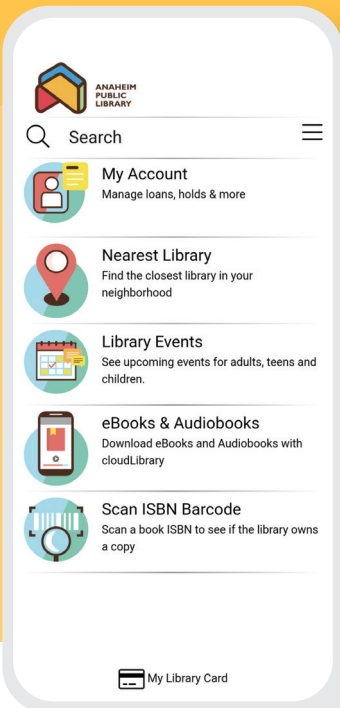 ANAHEIM
PUBLIC
LIBRARY
Search
My Account
Manage loans, holds & more
Nearest Library
Find the closest library in your
neighborhood
Library Events
See upcoming events for adults, teens and
children.
eBooks & Audiobooks
Download eBooks and Audiobooks with
cloudLibrary
Scan ISBN Barcode
Scan a book ISBN to see if the library owns
a copy
My Library Card